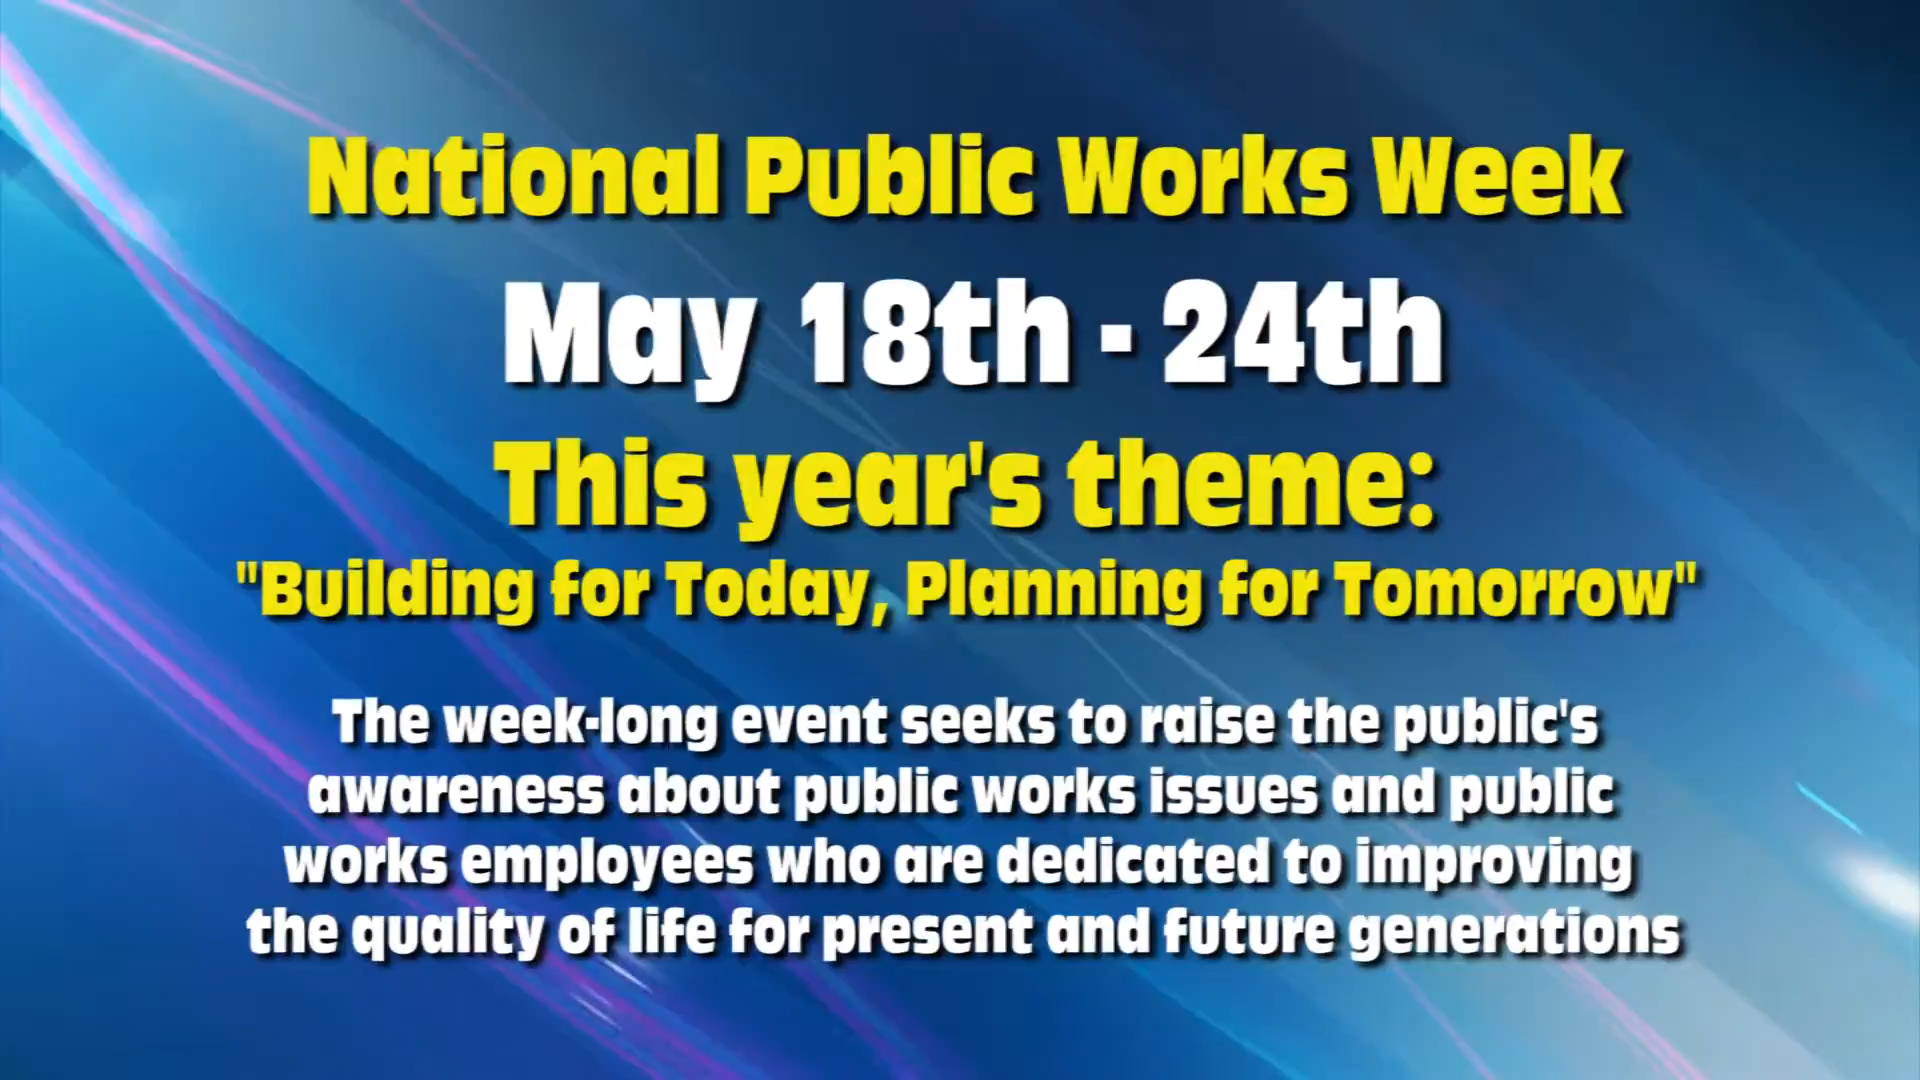 National Public Works Week
May 18th - 24th
This year's theme:
"Building for Today, Planning for Tomorrow"
The week-long event seeks to raise the public's
awareness about public works issues and public
works employees who are dedicated to improving
the quality of life for present and future generations